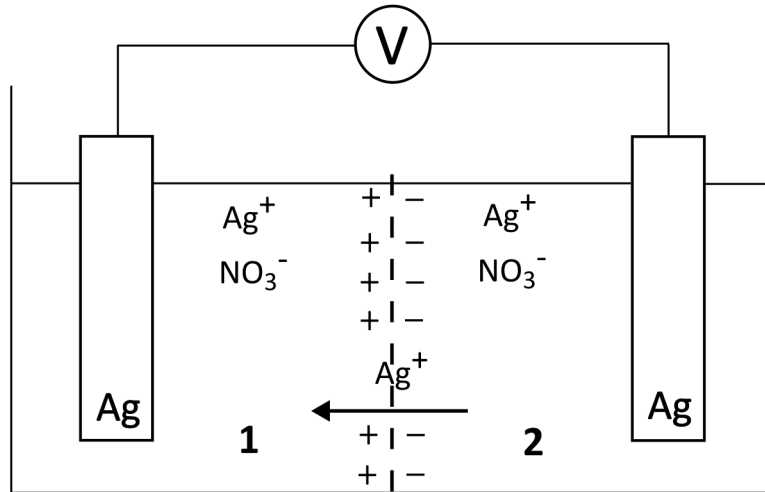 V
Ag⁺ Ag⁺
NO₃⁻ NO₃⁻
+ −
+ −
+ −
+ −
Ag⁺
Ag Ag
1 2
+ −
+ −